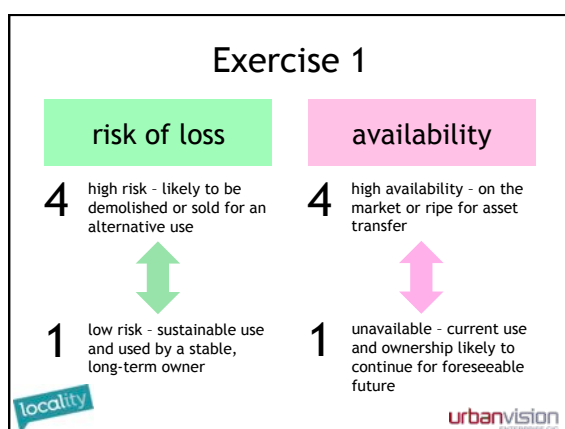 Exercise 1
risk of loss
availability
4
high risk – likely to be
demolished or sold for an
alternative use
4
high availability – on the
market or ripe for asset
transfer
1
low risk – sustainable use
and used by a stable,
long-term owner
1
unavailable – current use
and ownership likely to
continue for foreseeable
future
locality
urbanvision
ENTERPRISE CIC